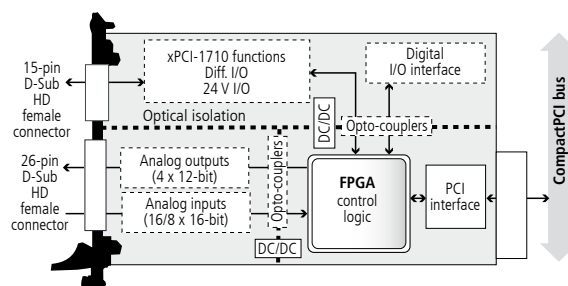 15-pin
D-Sub
HD
female
connector
xPCI-1710 functions
Diff. I/O
24 V I/O
Digital
I/O interface
Optical isolation
DC/DC
Opto-couplers
26-pin
D-Sub
HD
female
connector
Analog outputs
(4 x 12-bit)
Analog inputs
(16/8 x 16-bit)
Opto-couplers
DC/DC
FPGA
control
logic
PCI
interface
CompactPCI bus